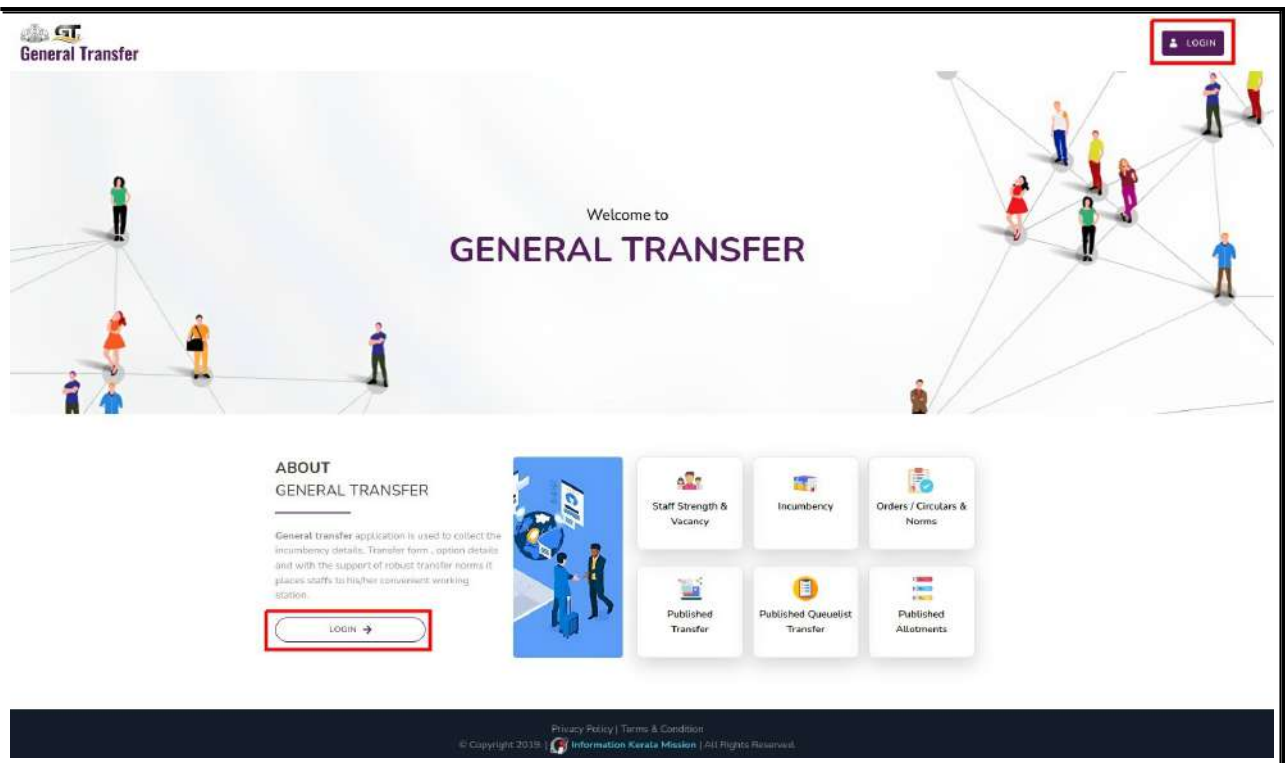 GT
General Transfer
LOGIN
Welcome to
GENERAL TRANSFER
ABOUT
GENERAL TRANSFER
General transfer application is used to collect the
incumbency details, Transfer form , option details
and with the support of robust transfer norms it
places staffs to his/her convenient working
station.
LOGIN →
Staff Strength &
Vacancy
Incumbency
Orders / Circulars &
Norms
Published
Transfer
Published Queuelist
Transfer
Published
Allotments
Privacy Policy | Terms & Condition
© Copyright 2019. | Information Kerala Mission | All Rights Reserved.